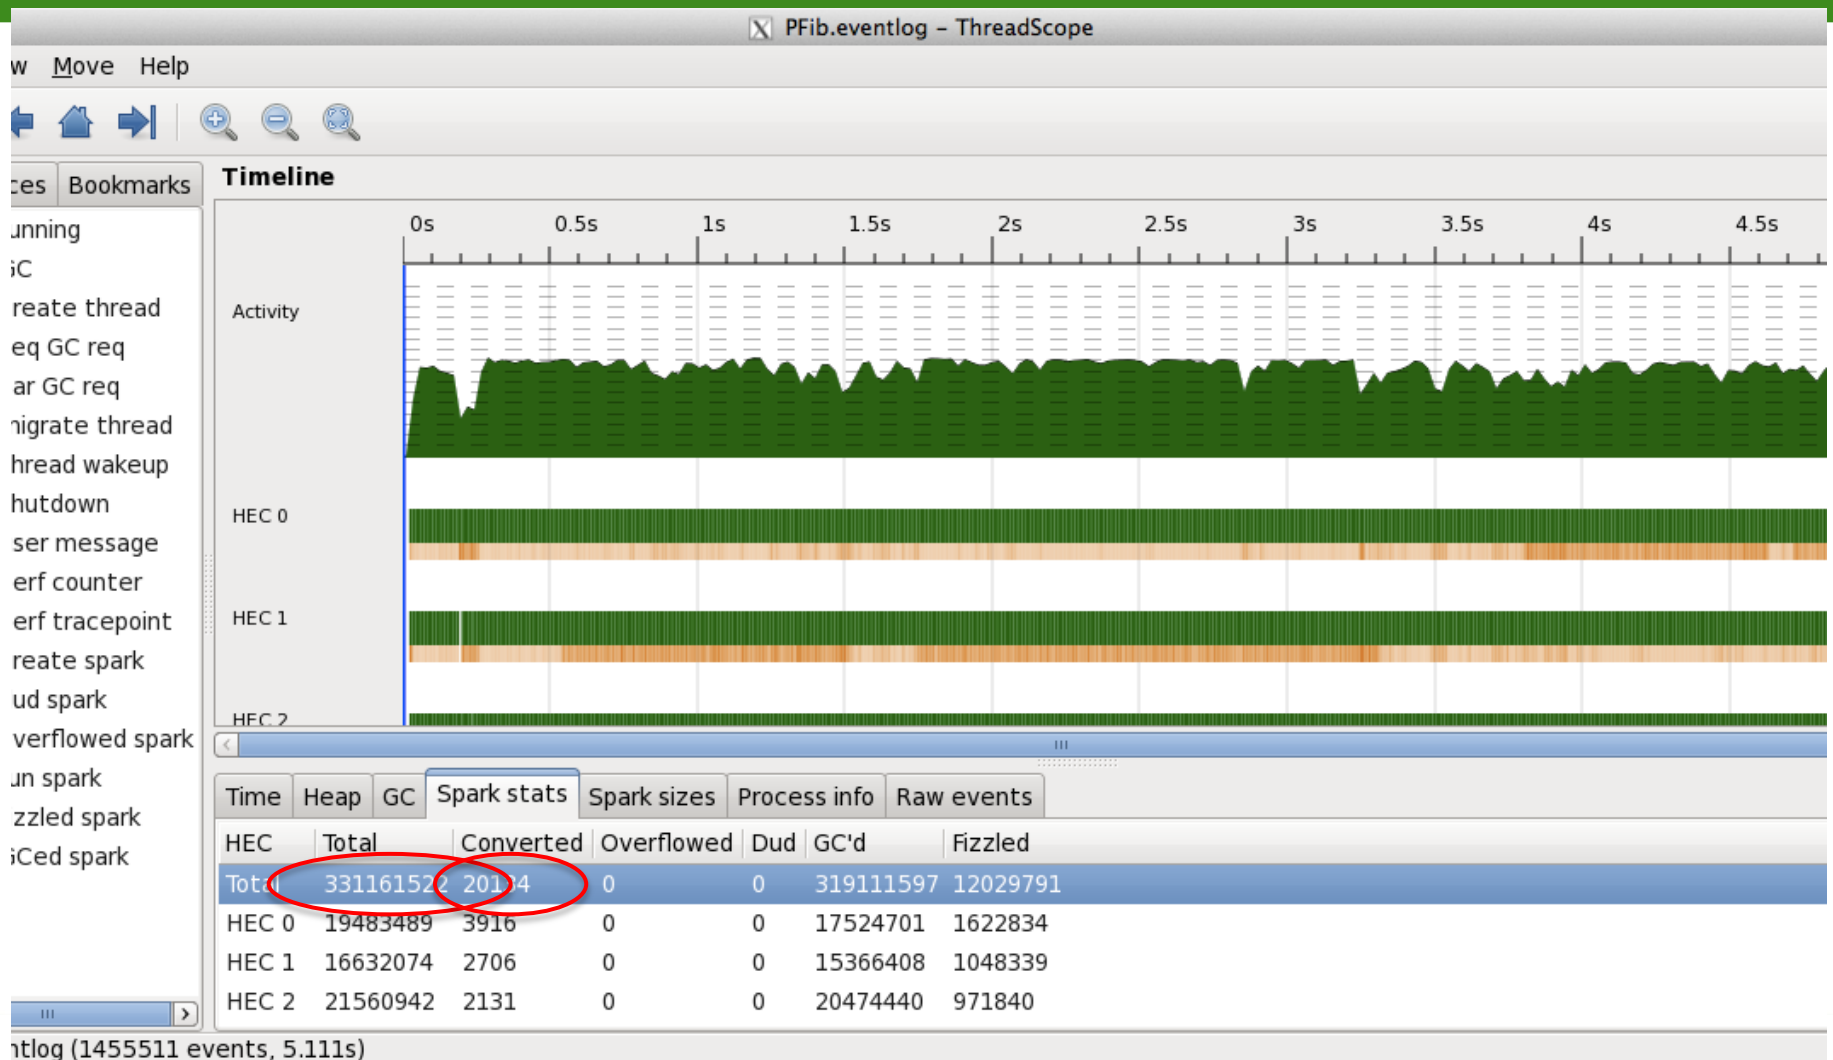 PFib.eventlog – ThreadScope
w Move Help
ces Bookmarks
Timeline
unning
GC
reate thread
eq GC req
ar GC req
nigrate thread
hread wakeup
hutdown
ser message
erf counter
erf tracepoint
reate spark
ud spark
verflowed spark
un spark
zzled spark
GCed spark
0s 0.5s 1s 1.5s 2s 2.5s 3s 3.5s 4s 4.5s
Activity
HEC 0
HEC 1
HEC 2
Time Heap GC Spark stats Spark sizes Process info Raw events
HEC Total Converted Overflowed Dud GC'd Fizzled
Total 331161522 20134 0 0 319111597 12029791
HEC 0 19483489 3916 0 0 17524701 1622834
HEC 1 16632074 2706 0 0 15366408 1048339
HEC 2 21560942 2131 0 0 20474440 971840
ntlog (1455511 events, 5.111s)